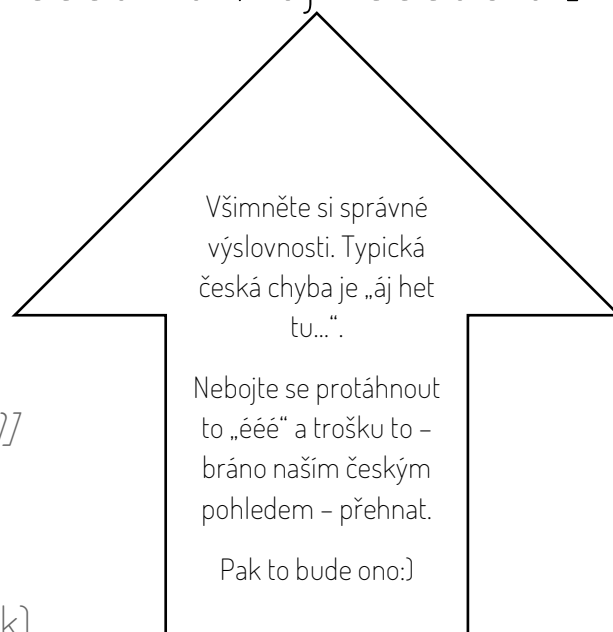 Všimněte si správné
výslovnosti. Typická
česká chyba je „áj het
tu...“.
Nebojte se protáhnout
to „ééé“ a trošku to –
bráno naším českým
pohledem – přehnat.
Pak to bude ono:)